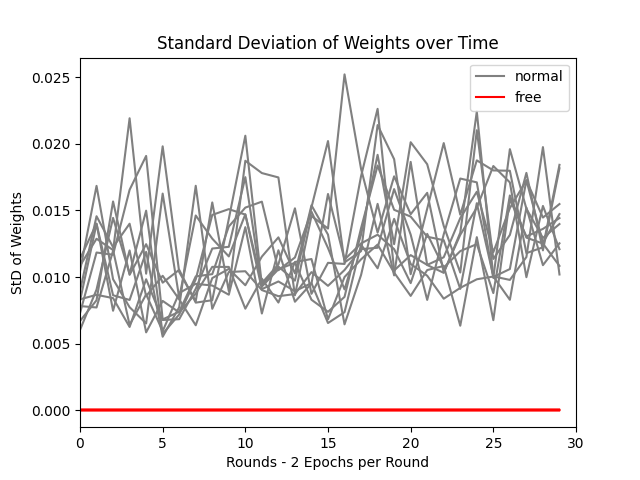 Standard Deviation of Weights over Time
normal
free
StD of Weights
0.025
0.020
0.015
0.010
0.005
0.000
0 5 10 15 20 25 30
Rounds - 2 Epochs per Round